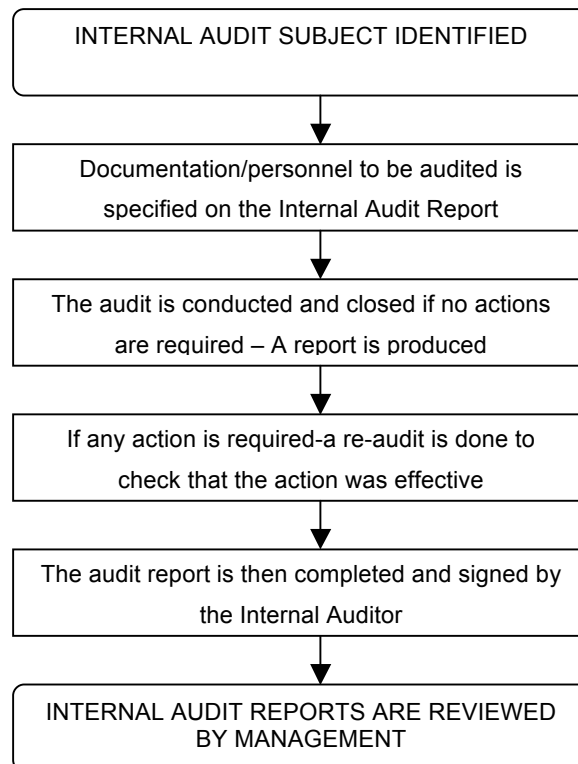 INTERNAL AUDIT SUBJECT IDENTIFIED
Documentation/personnel to be audited is
specified on the Internal Audit Report
The audit is conducted and closed if no actions
are required – A report is produced
If any action is required-a re-audit is done to
check that the action was effective
The audit report is then completed and signed by
the Internal Auditor
INTERNAL AUDIT REPORTS ARE REVIEWED
BY MANAGEMENT